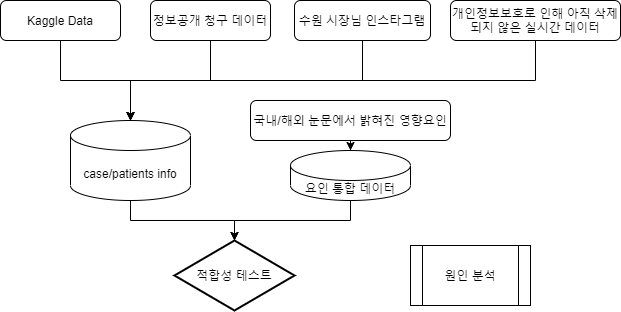 Kaggle Data
정보공개 청구 데이터
수원 시장님 인스타그램
개인정보보호로 인해 아직 삭제
되지 않은 실시간 데이터
국내/해외 눈문에서 밝혀진 영향요인
case/patients info
요인 통합 데이터
적합성 테스트
원인 분석